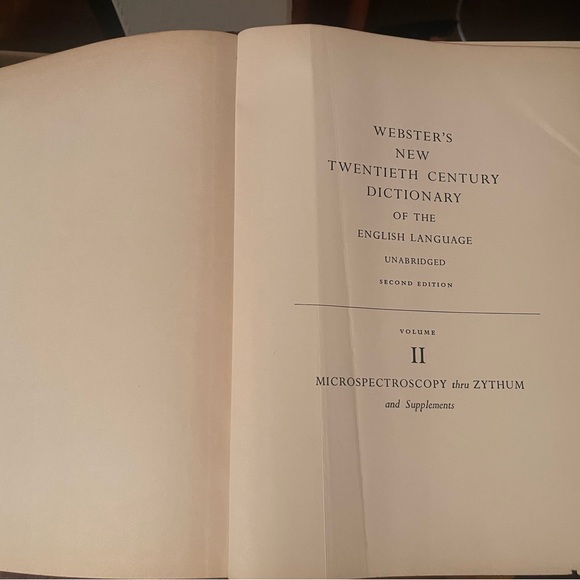 WEBSTER'S
NEW
TWENTIETH CENTURY
DICTIONARY
OF THE
ENGLISH LANGUAGE
UNABRIDGED
SECOND EDITION
VOLUME
II
MICROSPECTROSCOPY thru ZYTHUM
and Supplements